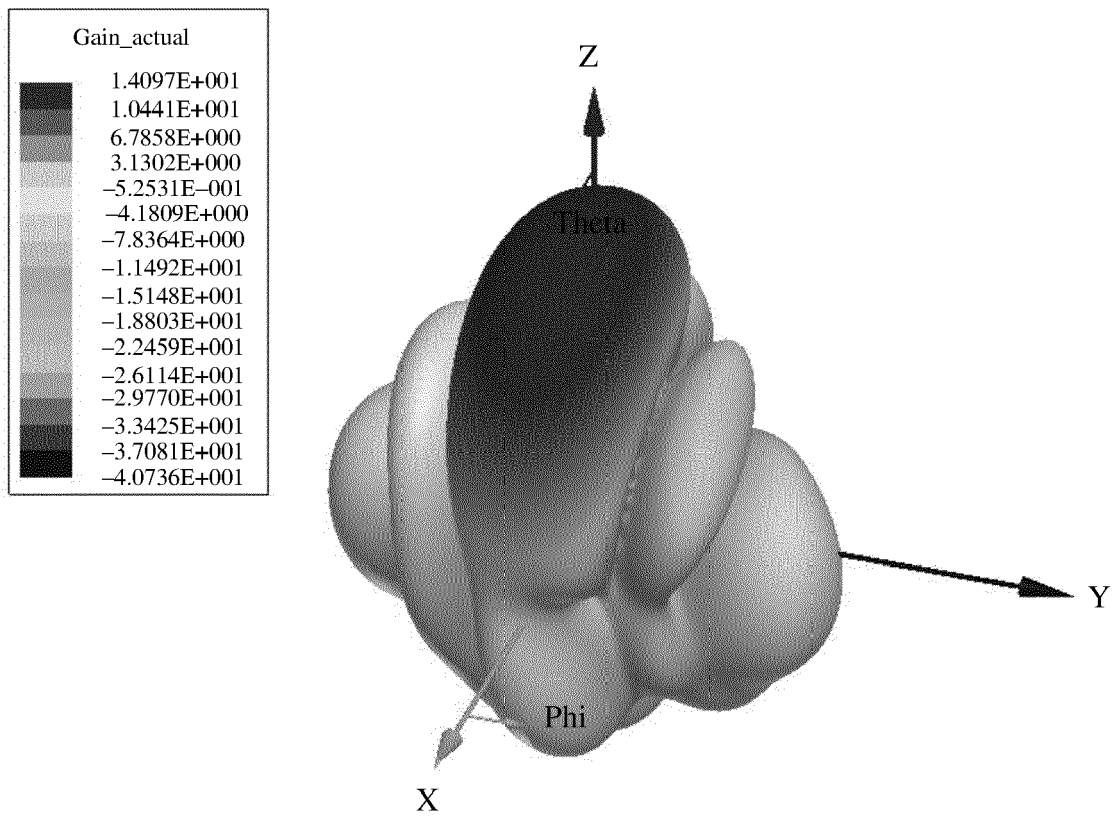 Gain_actual
1.4097E+001
1.0441E+001
6.7858E+000
3.1302E+000
–5.2531E–001
–4.1809E+000
–7.8364E+000
–1.1492E+001
–1.5148E+001
–1.8803E+001
–2.2459E+001
–2.6114E+001
–2.9770E+001
–3.3425E+001
–3.7081E+001
–4.0736E+001
Z
Theta
Y
Phi
X